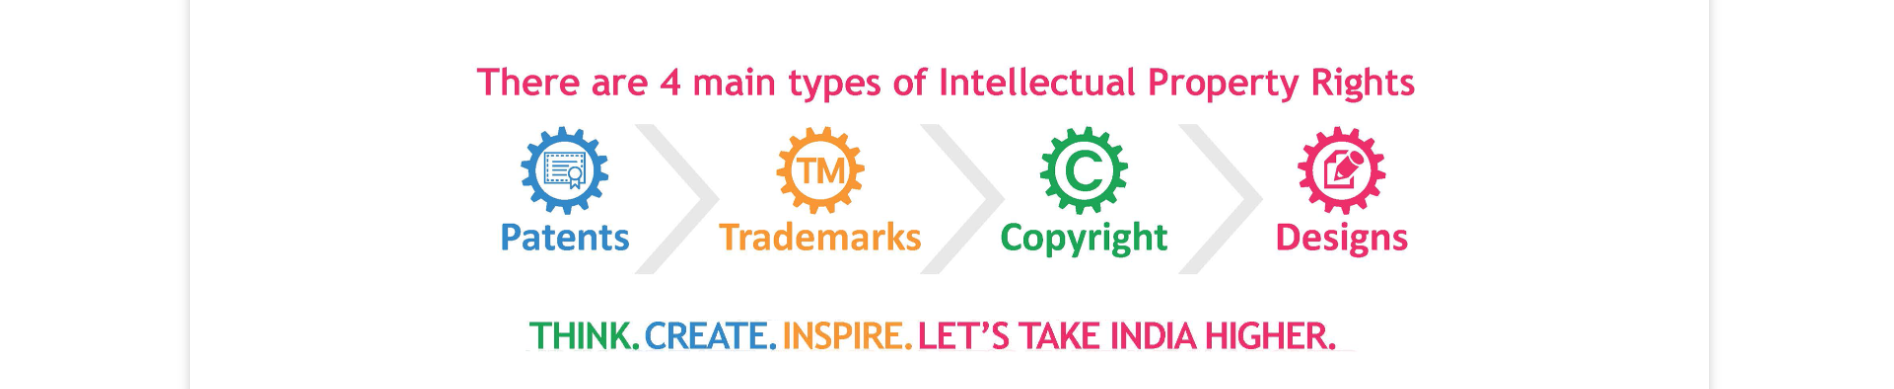 There are 4 main types of Intellectual Property Rights
TM
C
Patents Trademarks Copyright Designs
THINK. CREATE. INSPIRE. LET'S TAKE INDIA HIGHER.